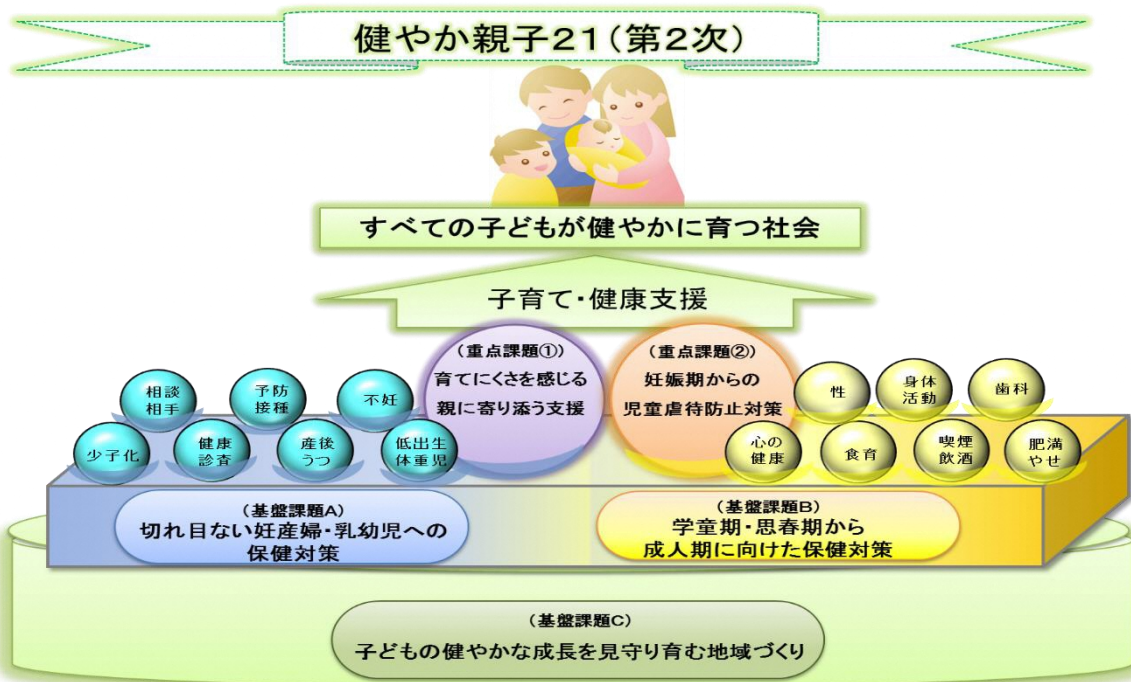 健やか親子21(第2次)
すべての子どもが健やかに育つ社会
子育て・健康支援
(重点課題①)
育てにくさを感じる
親に寄り添う支援
(重点課題②)
妊娠期からの
児童虐待防止対策
相談
相手
予防
接種
不妊
少子化
健康
診査
産後
うつ
低出生
体重児
性
身体
活動
歯科
心の
健康
食育
喫煙
飲酒
肥満
やせ
(基盤課題A)
切れ目ない妊産婦・乳幼児への
保健対策
(基盤課題B)
学童期・思春期から
成人期に向けた保健対策
(基盤課題C)
子どもの健やかな成長を見守り育む地域づくり